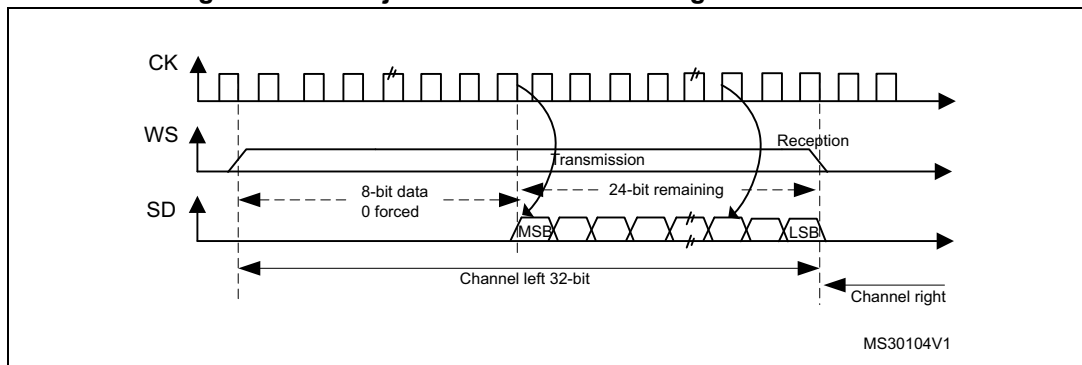 CK
WS
Reception
Transmission
8-bit data
24-bit remaining
0 forced
SD
MSB
LSB
Channel left 32-bit
Channel right
MS30104V1